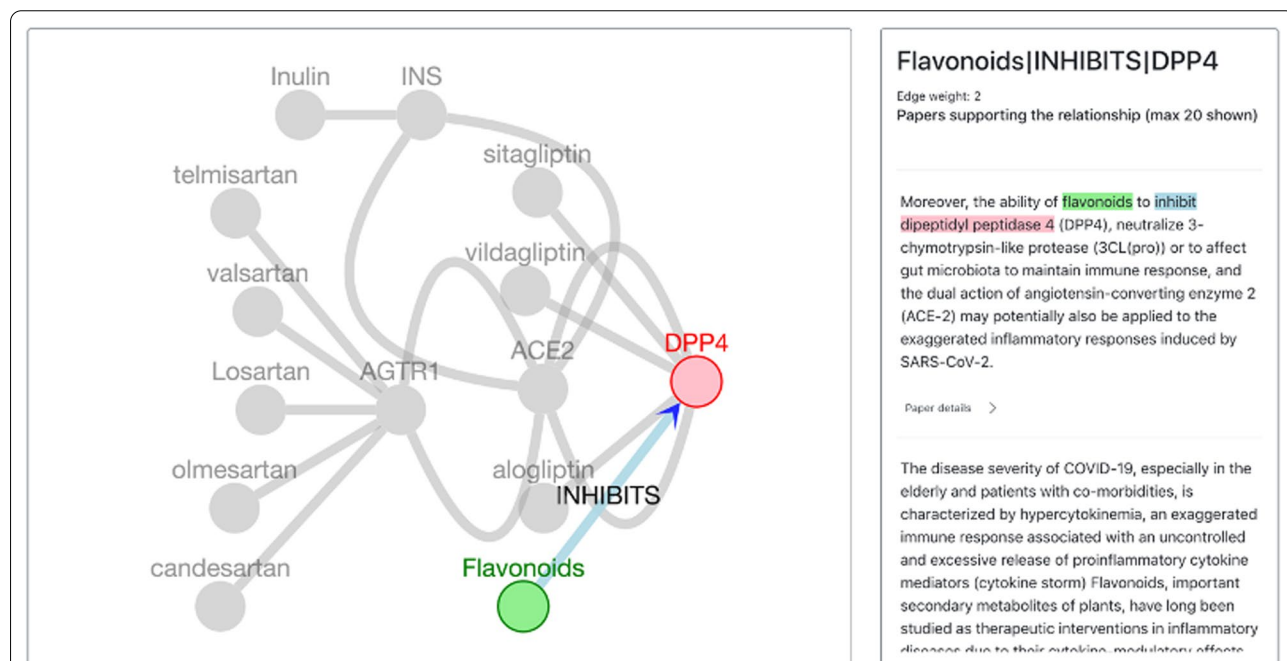 Inulin
INS
sitagliptin
telmisartan
vildagliptin
valsartan
DPP4
ACE2
Losartan
AGTR1
olmesartan
alogliptin
INHIBITS
candesartan
Flavonoids
Flavonoids|INHIBITS|DPP4
Edge weight: 2
Papers supporting the relationship (max 20 shown)
Moreover, the ability of flavonoids to inhibit
dipeptidyl peptidase 4 (DPP4), neutralize 3-
chymotrypsin-like protease (3CL(pro)) or to affect
gut microbiota to maintain immune response, and
the dual action of angiotensin-converting enzyme 2
(ACE-2) may potentially also be applied to the
exaggerated inflammatory responses induced by
SARS-CoV-2.
Paper details
The disease severity of COVID-19, especially in the
elderly and patients with co-morbidities, is
characterized by hypercytokinemia, an exaggerated
immune response associated with an uncontrolled
and excessive release of proinflammatory cytokine
mediators (cytokine storm) Flavonoids, important
secondary metabolites of plants, have long been
studied as therapeutic interventions in inflammatory
diseases due to their cytokine-modulatory effects